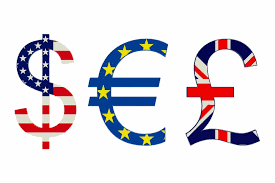 $ € £